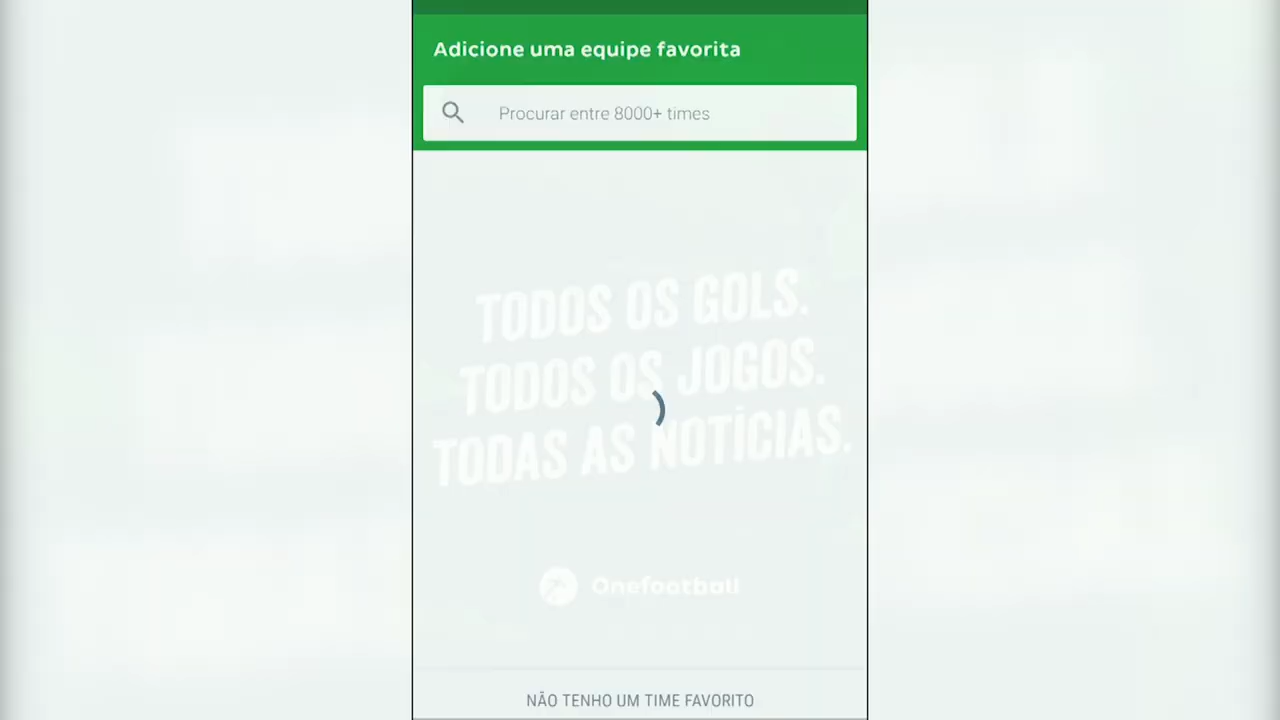 Adicione uma equipe favorita
Procurar entre 8000+ times
TODOS OS GOLS.
TODOS OS JOGOS.
TODAS AS NOTÍCIAS.
Onefootball
NÃO TENHO UM TIME FAVORITO